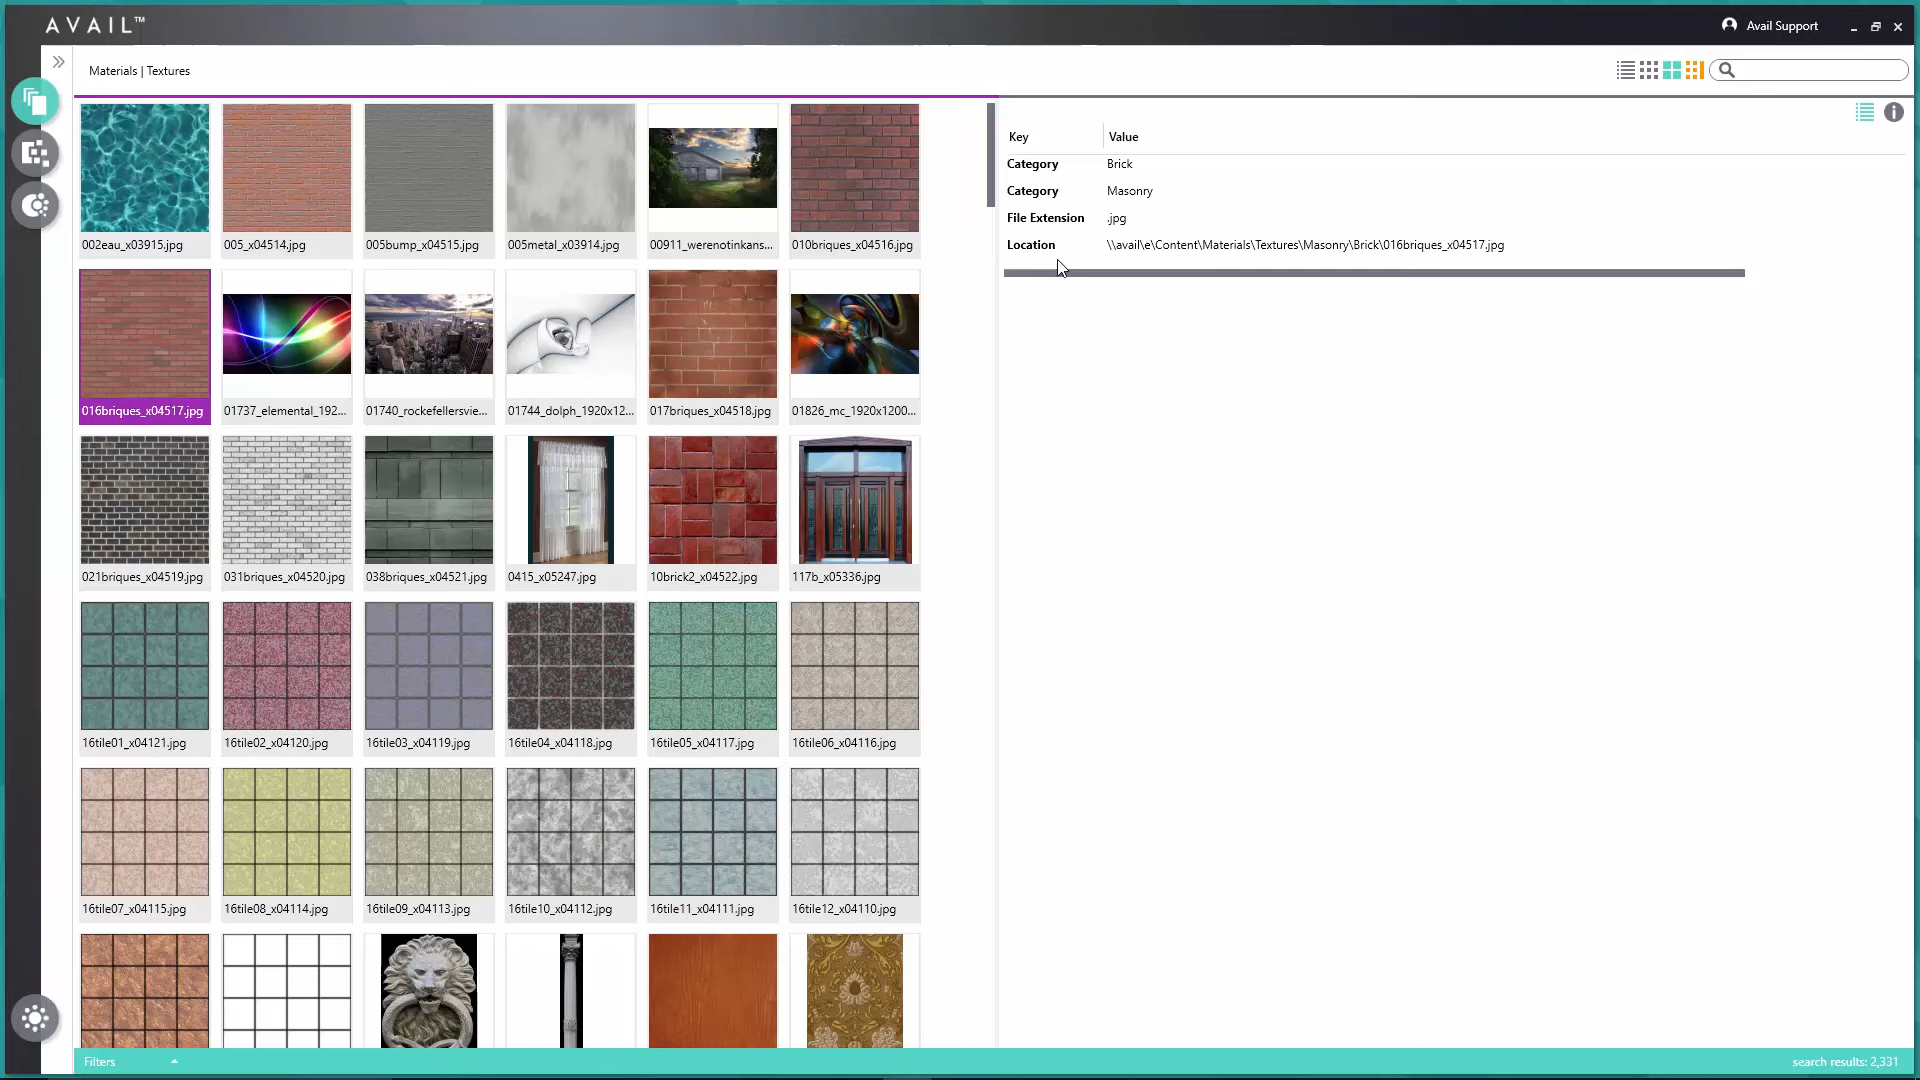 AVAIL™
Avail Support
Materials | Textures
002eau_x03915.jpg
005_x04514.jpg
005bump_x04515.jpg
005metal_x03914.jpg
00911_werenotinkans...
010briques_x04516.jpg
016briques_x04517.jpg
01737_elemental_192...
01740_rockefellersvie...
01744_dolph_1920x12...
017briques_x04518.jpg
01826_mc_1920x1200...
021briques_x04519.jpg
031briques_x04520.jpg
038briques_x04521.jpg
0415_x05247.jpg
10brick2_x04522.jpg
117b_x05336.jpg
16tile01_x04121.jpg
16tile02_x04120.jpg
16tile03_x04119.jpg
16tile04_x04118.jpg
16tile05_x04117.jpg
16tile06_x04116.jpg
16tile07_x04115.jpg
16tile08_x04114.jpg
16tile09_x04113.jpg
16tile10_x04112.jpg
16tile11_x04111.jpg
16tile12_x04110.jpg
Key Value
Category Brick
Category Masonry
File Extension .jpg
Location \\avail\e\Content\Materials\Textures\Masonry\Brick\016briques_x04517.jpg
Filters
search results: 2,331